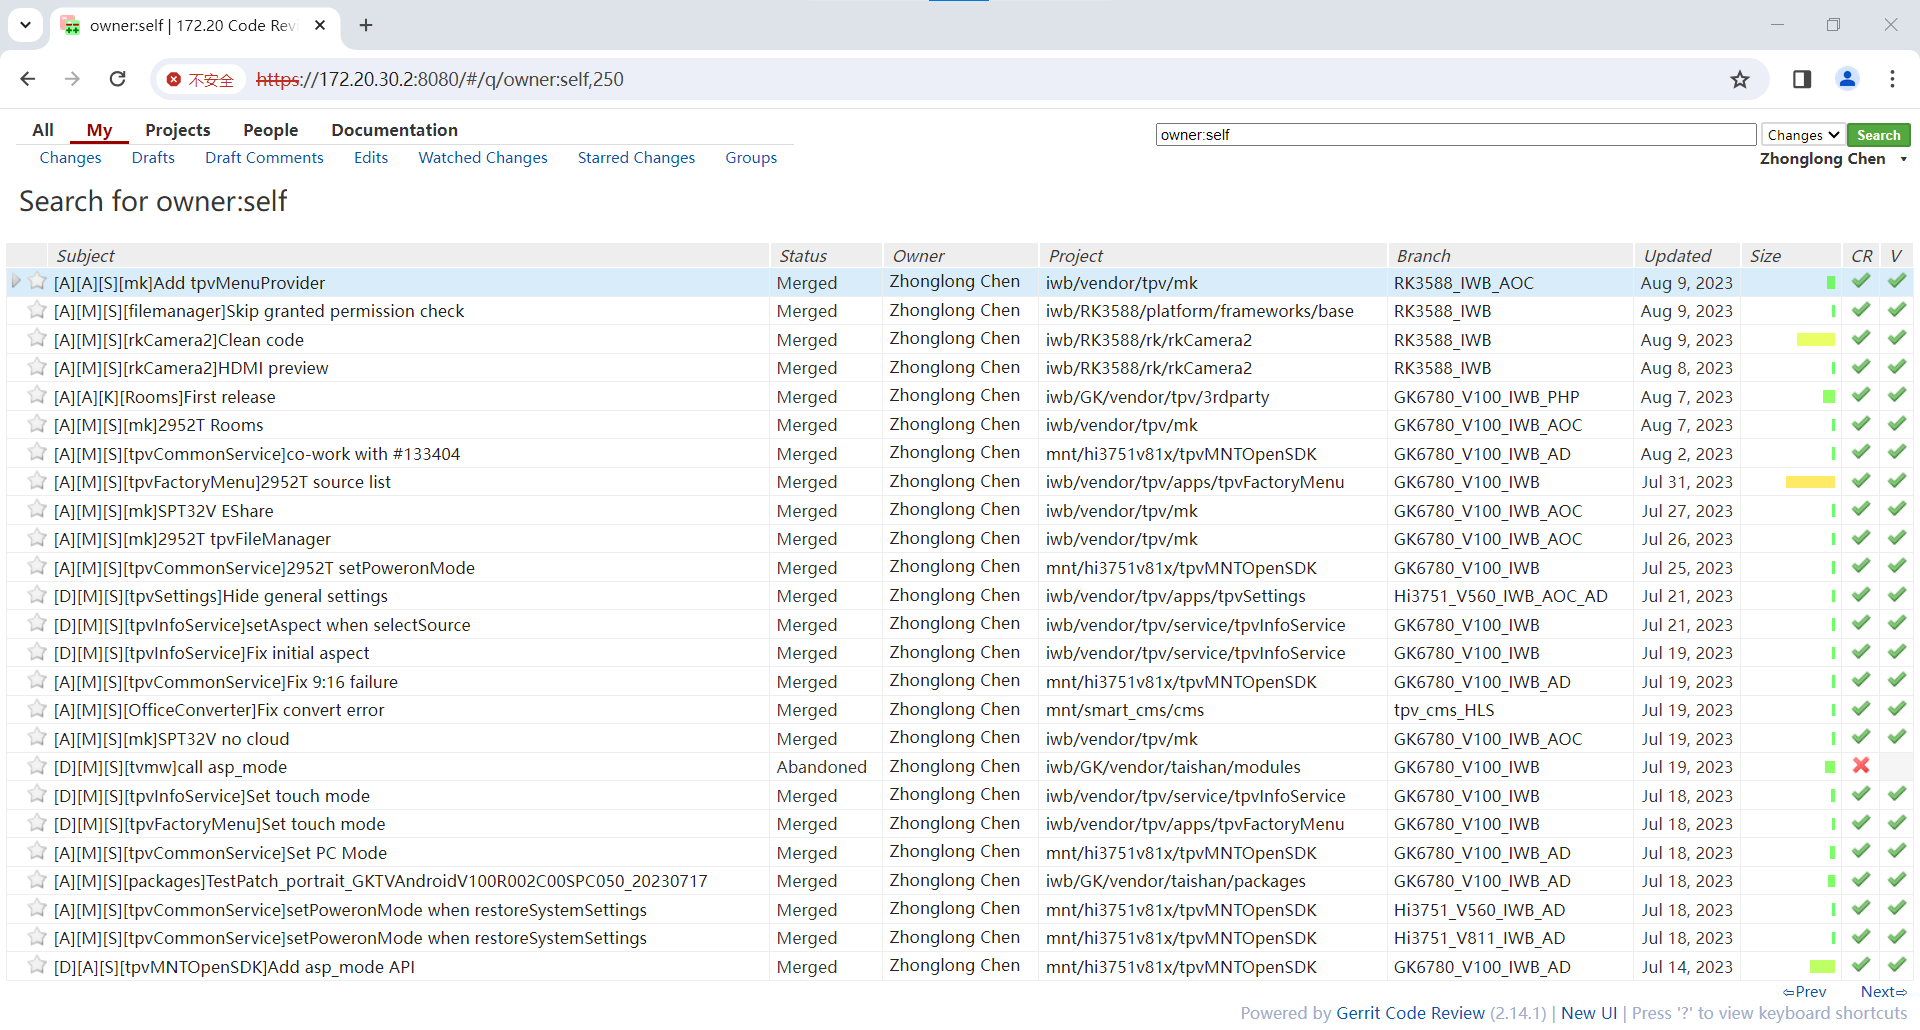 owner:self | 172.20 Code Revi
不安全 https://172.20.30.2:8080/#/q/owner:self,250
All My Projects People Documentation
owner:self Changes Search
Changes Drafts Draft Comments Edits Watched Changes Starred Changes Groups
Zhonglong Chen
Search for owner:self
Subject Status Owner Project Branch Updated Size CR V
[A][A][S][mk]Add tpvMenuProvider Merged Zhonglong Chen iwb/vendor/tpv/mk RK3588_IWB_AOC Aug 9, 2023
[A][M][S][filemanager]Skip granted permission check Merged Zhonglong Chen iwb/RK3588/platform/frameworks/base RK3588_IWB Aug 9, 2023
[A][M][S][rkCamera2]Clean code Merged Zhonglong Chen iwb/RK3588/rk/rkCamera2 RK3588_IWB Aug 9, 2023
[A][M][S][rkCamera2]HDMI preview Merged Zhonglong Chen iwb/RK3588/rk/rkCamera2 RK3588_IWB Aug 8, 2023
[A][A][K][Rooms]First release Merged Zhonglong Chen iwb/GK/vendor/tpv/3rdparty GK6780_V100_IWB_PHP Aug 7, 2023
[A][M][S][mk]2952T Rooms Merged Zhonglong Chen iwb/vendor/tpv/mk GK6780_V100_IWB_AOC Aug 7, 2023
[A][M][S][tpvCommonService]co-work with #133404 Merged Zhonglong Chen mnt/hi3751v81x/tpvMNTOpenSDK GK6780_V100_IWB_AD Aug 2, 2023
[A][M][S][tpvFactoryMenu]2952T source list Merged Zhonglong Chen iwb/vendor/tpv/apps/tpvFactoryMenu GK6780_V100_IWB Jul 31, 2023
[A][M][S][mk]SPT32V EShare Merged Zhonglong Chen iwb/vendor/tpv/mk GK6780_V100_IWB_AOC Jul 27, 2023
[A][M][S][mk]2952T tpvFileManager Merged Zhonglong Chen iwb/vendor/tpv/mk GK6780_V100_IWB_AOC Jul 26, 2023
[A][M][S][tpvCommonService]2952T setPoweronMode Merged Zhonglong Chen mnt/hi3751v81x/tpvMNTOpenSDK GK6780_V100_IWB Jul 25, 2023
[D][M][S][tpvSettings]Hide general settings Merged Zhonglong Chen iwb/vendor/tpv/apps/tpvSettings Hi3751_V560_IWB_AOC_AD Jul 21, 2023
[D][M][S][tpvInfoService]setAspect when selectSource Merged Zhonglong Chen iwb/vendor/tpv/service/tpvInfoService GK6780_V100_IWB Jul 21, 2023
[D][M][S][tpvInfoService]Fix initial aspect Merged Zhonglong Chen iwb/vendor/tpv/service/tpvInfoService GK6780_V100_IWB Jul 19, 2023
[A][M][S][tpvCommonService]Fix 9:16 failure Merged Zhonglong Chen mnt/hi3751v81x/tpvMNTOpenSDK GK6780_V100_IWB_AD Jul 19, 2023
[A][M][S][OfficeConverter]Fix convert error Merged Zhonglong Chen mnt/smart_cms/cms tpv_cms_HLS Jul 19, 2023
[A][M][S][mk]SPT32V no cloud Merged Zhonglong Chen iwb/vendor/tpv/mk GK6780_V100_IWB_AOC Jul 19, 2023
[D][M][S][tvmw]call asp_mode Abandoned Zhonglong Chen iwb/GK/vendor/taishan/modules GK6780_V100_IWB Jul 19, 2023
[D][M][S][tpvInfoService]Set touch mode Merged Zhonglong Chen iwb/vendor/tpv/service/tpvInfoService GK6780_V100_IWB Jul 18, 2023
[D][M][S][tpvFactoryMenu]Set touch mode Merged Zhonglong Chen iwb/vendor/tpv/apps/tpvFactoryMenu GK6780_V100_IWB Jul 18, 2023
[A][M][S][tpvCommonService]Set PC Mode Merged Zhonglong Chen mnt/hi3751v81x/tpvMNTOpenSDK GK6780_V100_IWB_AD Jul 18, 2023
[A][M][S][packages]TestPatch_portrait_GKTVAndroidV100R002C00SPC050_20230717 Merged Zhonglong Chen iwb/GK/vendor/taishan/packages GK6780_V100_IWB_AD Jul 18, 2023
[A][M][S][tpvCommonService]setPoweronMode when restoreSystemSettings Merged Zhonglong Chen mnt/hi3751v81x/tpvMNTOpenSDK Hi3751_V560_IWB_AD Jul 18, 2023
[A][M][S][tpvCommonService]setPoweronMode when restoreSystemSettings Merged Zhonglong Chen mnt/hi3751v81x/tpvMNTOpenSDK Hi3751_V811_IWB_AD Jul 18, 2023
[D][A][S][tpvMNTOpenSDK]Add asp_mode API Merged Zhonglong Chen mnt/hi3751v81x/tpvMNTOpenSDK GK6780_V100_IWB_AD Jul 14, 2023
⇦Prev Next⇨
Powered by Gerrit Code Review (2.14.1) | New UI | Press '?' to view keyboard shortcuts